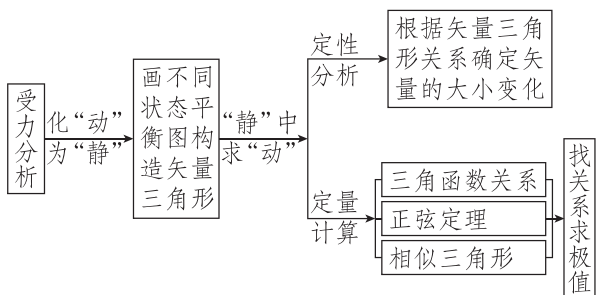 受力分析
化“动”
为“静”
画不同
状态平
衡图构
造矢量
三角形
“静”中
求“动”
定性
分析
根据矢量三角
形关系确定矢
量的大小变化
定量
计算
三角函数关系
正弦定理
相似三角形
找关系求极值